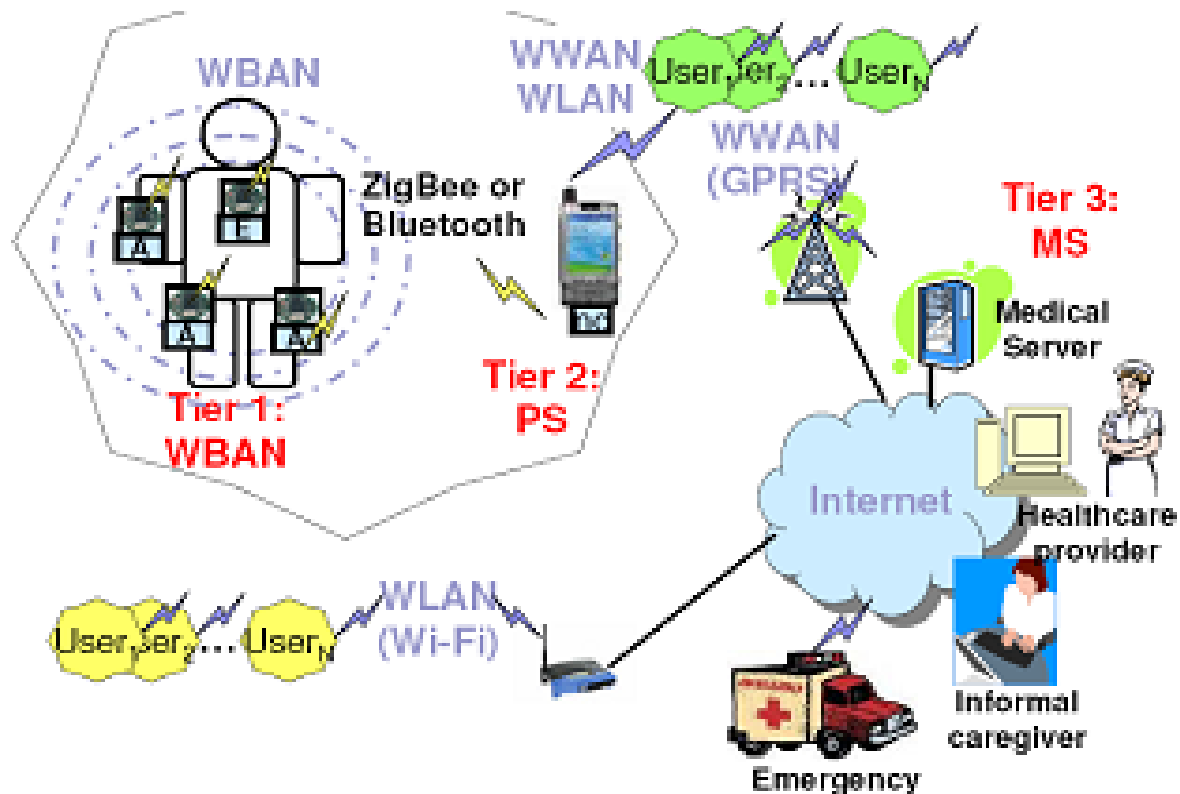 WBAN
A
E
A
A
Tier 1:
WBAN
ZigBee or
Bluetooth
Tier 2:
PS
WWAN
WLAN
User
...
User N
WWAN
(GPRS)
Tier 3:
MS
Medical
Server
Internet
Healthcare
provider
Informal
caregiver
Emergency
User
...
User N
WLAN
(Wi-Fi)